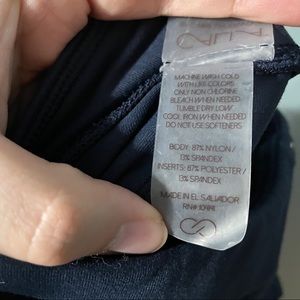 MACHINE WASH COLD
WITH LIKE COLORS
ONLY NON CHLORINE
BLEACH WHEN NEEDED
TUMBLE DRY LOW
COOL IRON WHEN NEEDED
DO NOT USE SOFTENERS
BODY: 87% NYLON /
13% SPANDEX
INSERTS: 87% POLYESTER /
13% SPANDEX
MADE IN EL SALVADOR